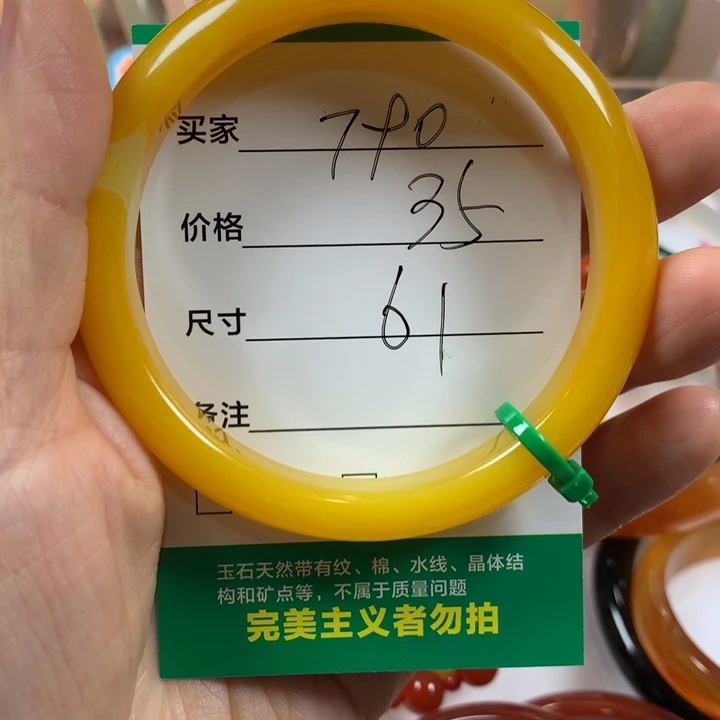 买家 790
价格 35
尺寸 61
备注
玉石天然带有纹、棉、水线、晶体结
构和矿点等，不属于质量问题
完美主义者勿拍